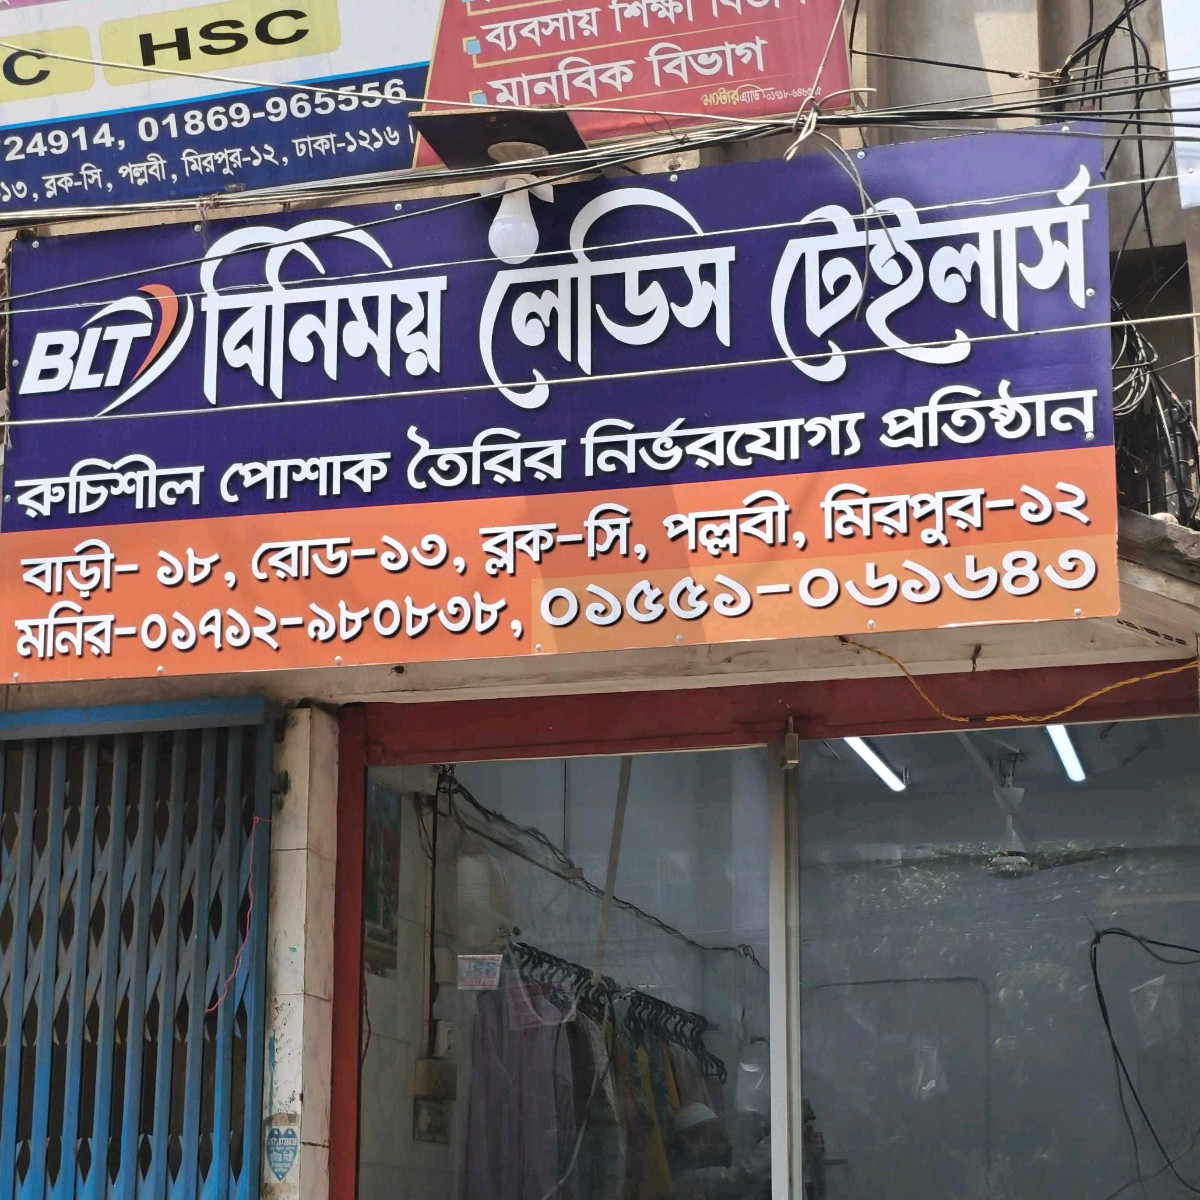 HSC
ব্যবসায় শিক্ষা বিভাগ
মানবিক বিভাগ
24914, 01869-965556
১৩, ব্লক-সি, পল্লবী, মিরপুর-১২, ঢাকা-১২১৬।
BLT বিনিময় লেডিস টেইলার্স
রুচিশীল পোশাক তৈরির নির্ভরযোগ্য প্রতিষ্ঠান
বাড়ী- ১৮, রোড-১৩, ব্লক-সি, পল্লবী, মিরপুর-১২
মনির-০১৭১২-৯৮০৮৩৮, ০১৫৫১-০৬১৬৪৩